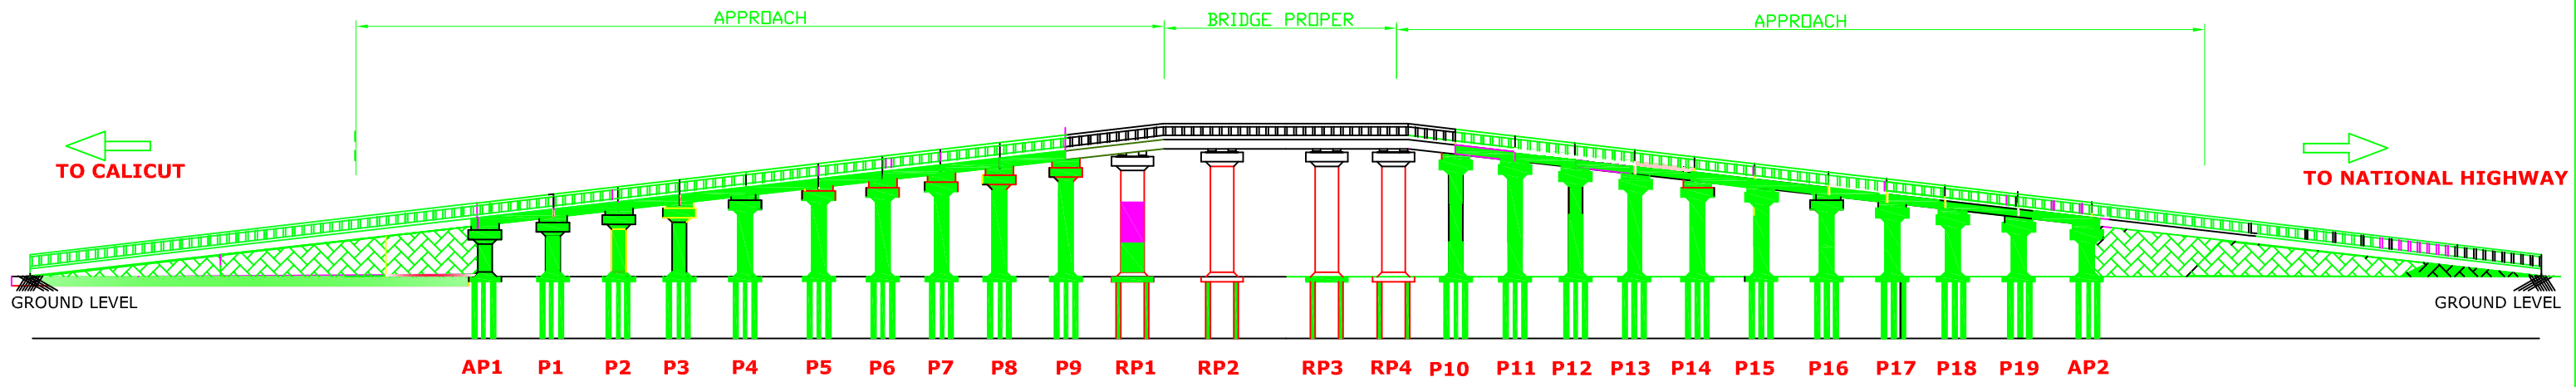 APPROACH
BRIDGE PROPER
APPROACH
TO CALICUT
TO NATIONAL HIGHWAY
GROUND LEVEL
GROUND LEVEL
AP1 P1 P2 P3 P4 P5 P6 P7 P8 P9 RP1 RP2 RP3 RP4 P10 P11 P12 P13 P14 P15 P16 P17 P18 P19 AP2